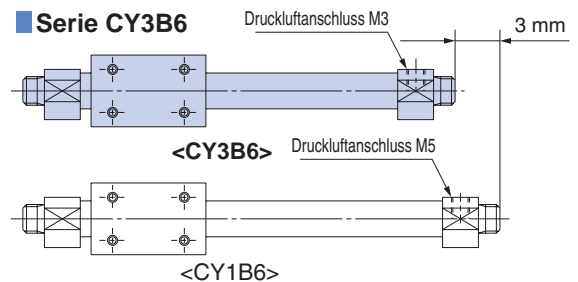 Serie CY3B6
Druckluftanschluss M3
3 mm
<CY3B6>
Druckluftanschluss M5
<CY1B6>